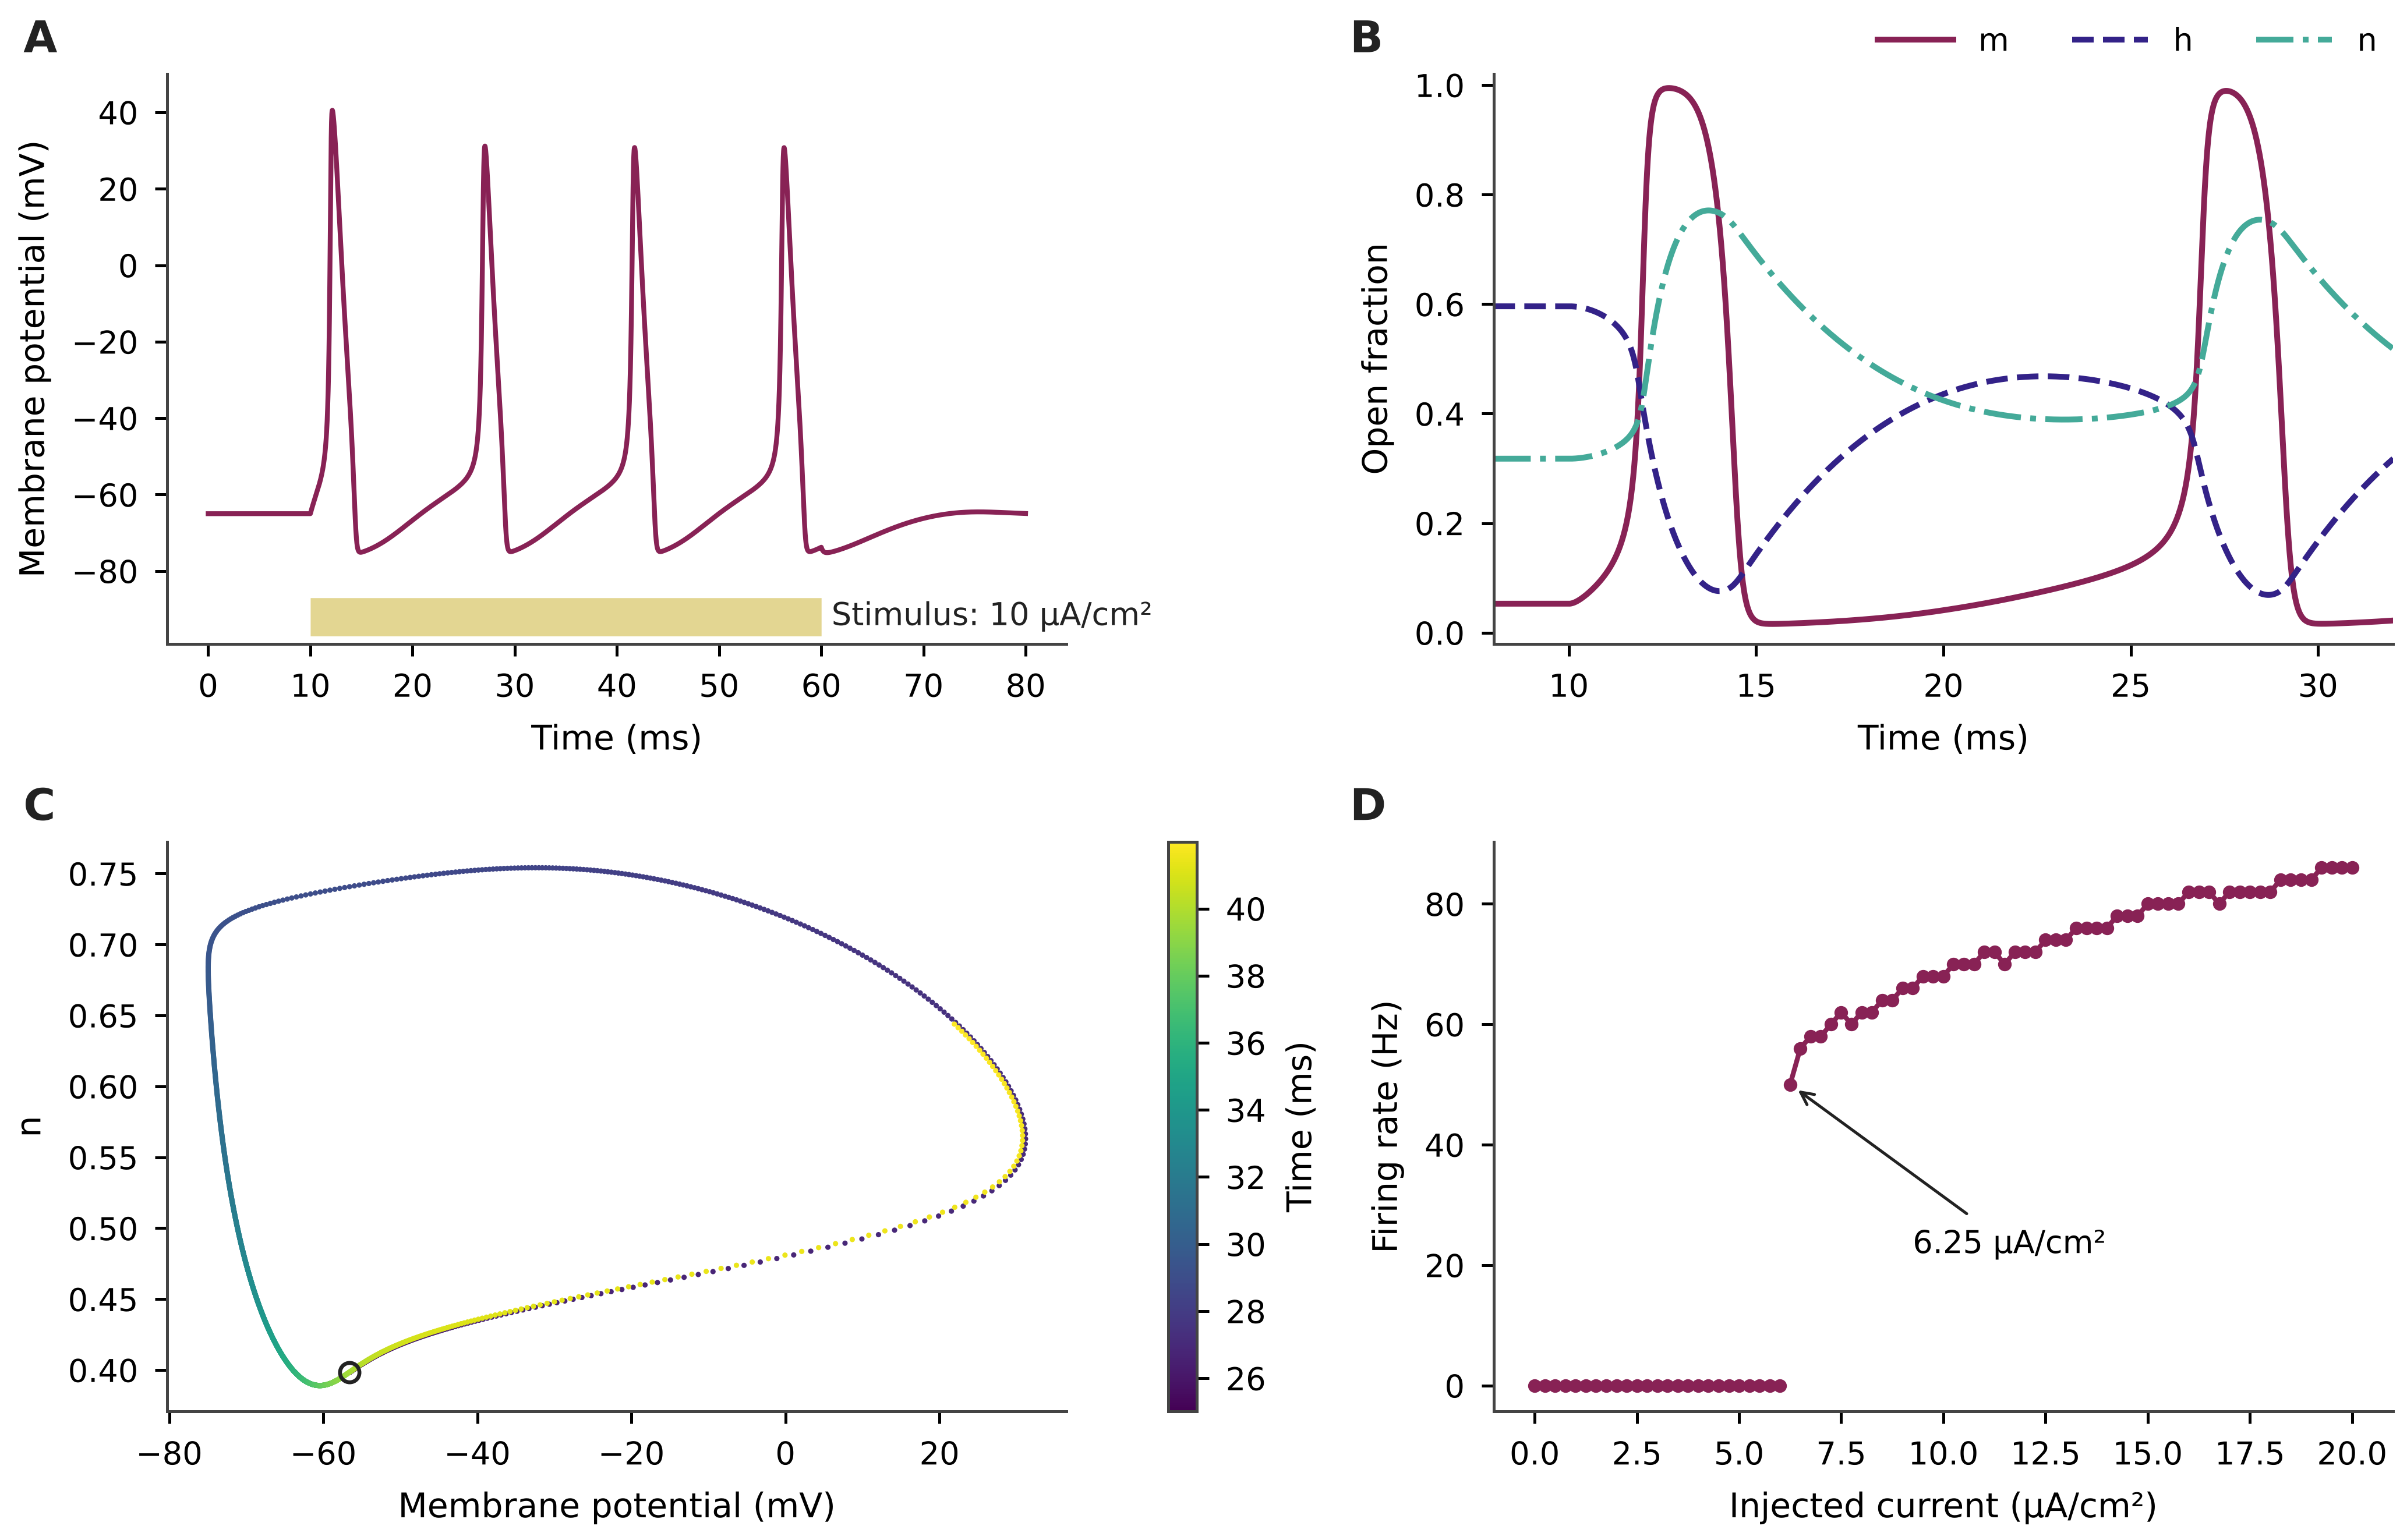 A
Membrane potential (mV)
40
20
0
−20
−40
−60
−80
Stimulus: 10 µA/cm²
0 10 20 30 40 50 60 70 80
Time (ms)
B
m h n
Open fraction
1.0
0.8
0.6
0.4
0.2
0.0
10 15 20 25 30
Time (ms)
C
n
0.75
0.70
0.65
0.60
0.55
0.50
0.45
0.40
−80 −60 −40 −20 0 20
Membrane potential (mV)
40
38
36
34
32
30
28
26
Time (ms)
D
Firing rate (Hz)
80
60
40
20
0
6.25 µA/cm²
0.0 2.5 5.0 7.5 10.0 12.5 15.0 17.5 20.0
Injected current (µA/cm²)